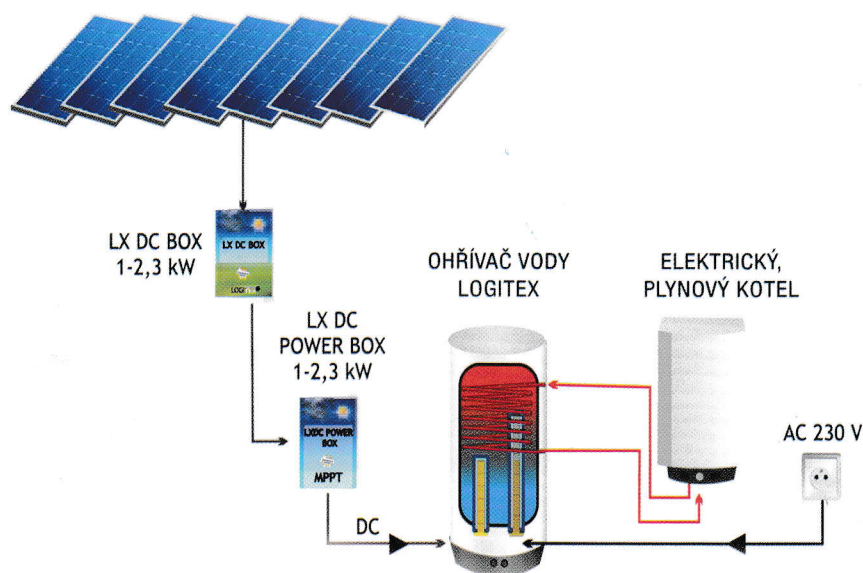 LX DC BOX
1-2,3 kW
LX DC BOX
LOGITEX
LX DC
POWER BOX
1-2,3 kW
LXDC POWER
BOX
MPPT
DC
OHŘÍVAČ VODY
LOGITEX
ELEKTRICKÝ,
PLYNOVÝ KOTEL
AC 230 V